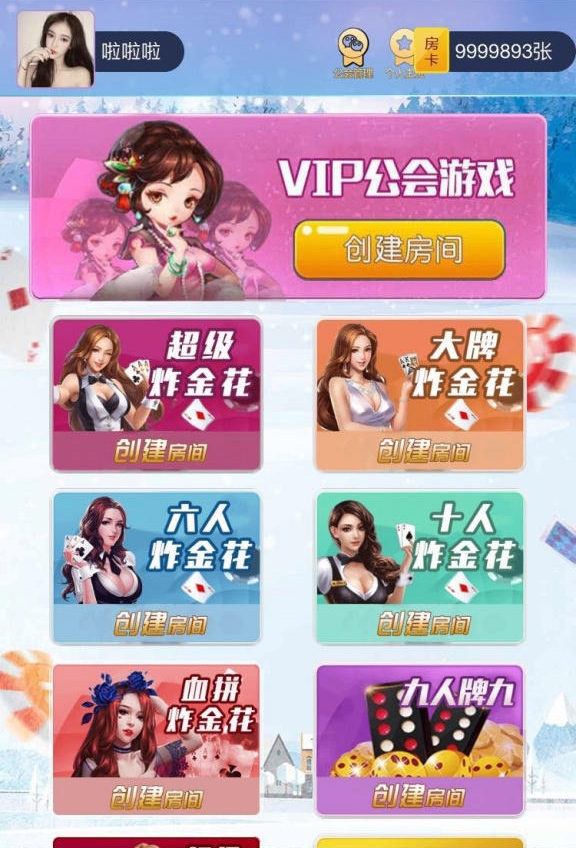 啦啦啦
房卡
9999893张
VIP公会游戏
创建房间
超级
炸金花
创建房间
大牌
炸金花
创建房间
六人
炸金花
创建房间
十人
炸金花
创建房间
血拼
炸金花
创建房间
九人牌九
创建房间